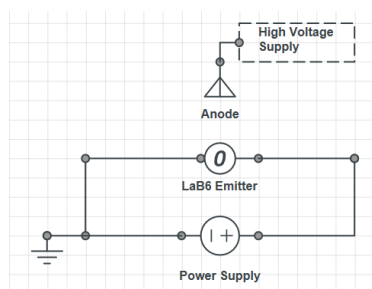 High Voltage
Supply
Anode
0
LaB6 Emitter
Power Supply